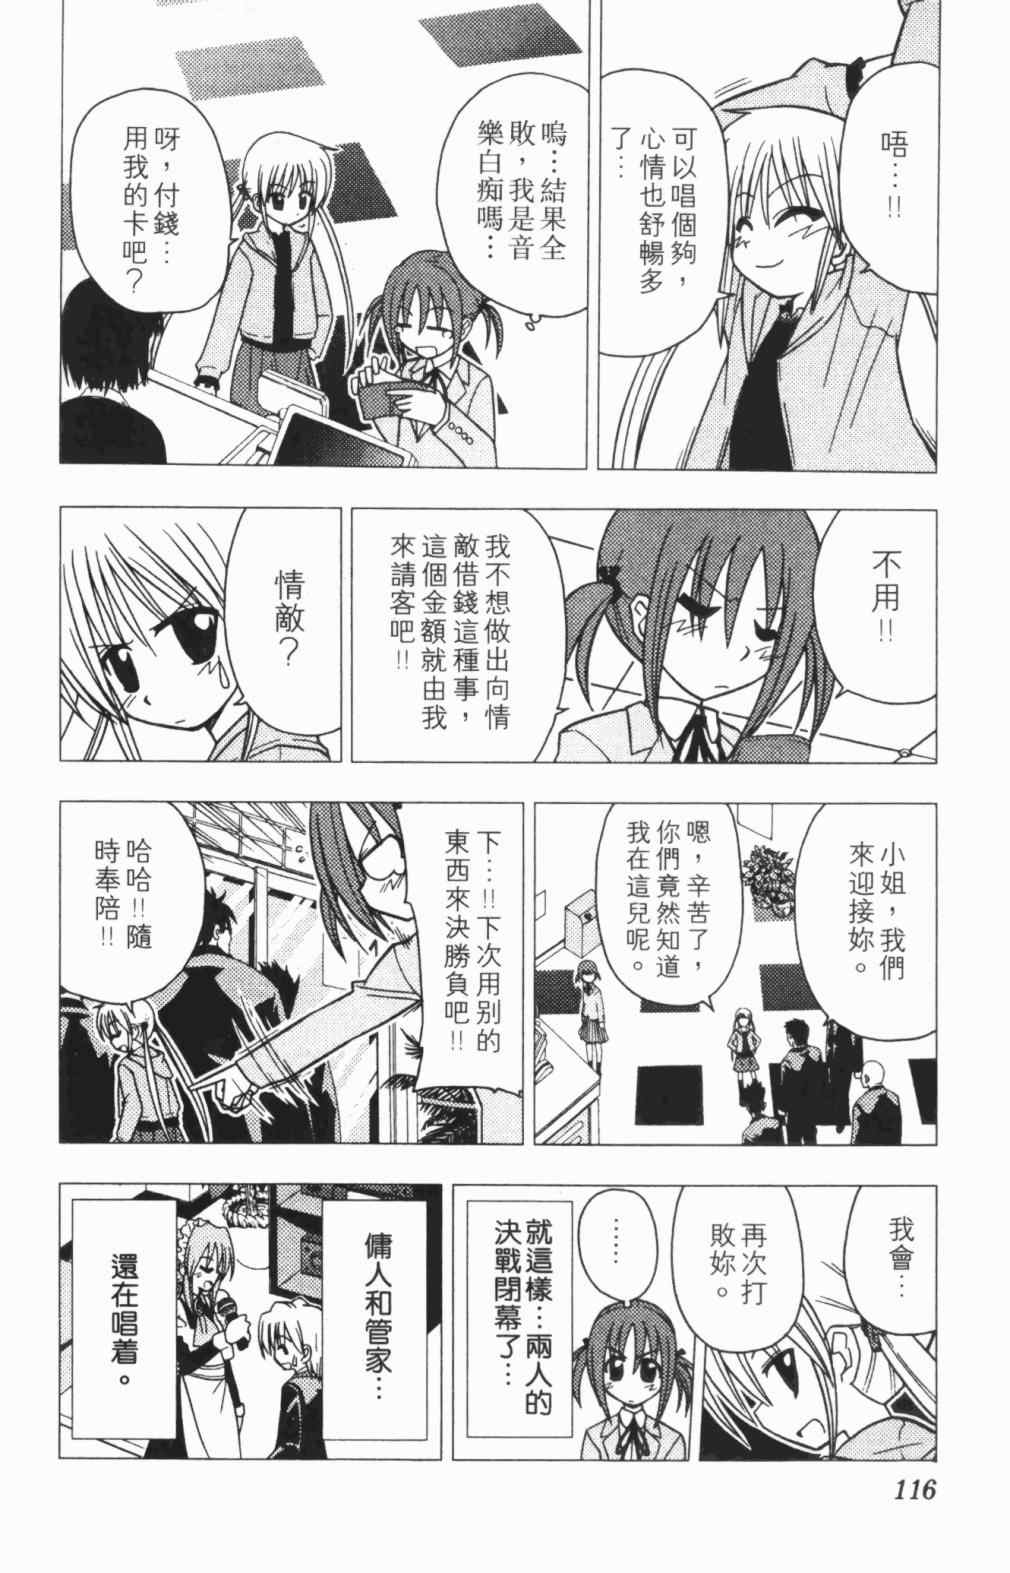 唔…!!
可以唱個夠，
心情也舒暢多
了…
嗚…結果全
敗，我是音
樂白痴嗎…
呀，付錢…
用我的卡吧？
不用!!
我不想做出向情
敵借錢這種事，
這個金額就由我
來請客吧!!
情敵？
小姐，我們
來迎接妳。
嗯，辛苦了，
你們竟然知道
我在這兒呢。
下…!!下次用別的
東西來決勝負吧!!
哈哈!!隨
時奉陪!!
我會…
再次打
敗妳。
……
就這樣…兩人的
決戰閉幕了…
傭人和管家…
還在唱着。
116